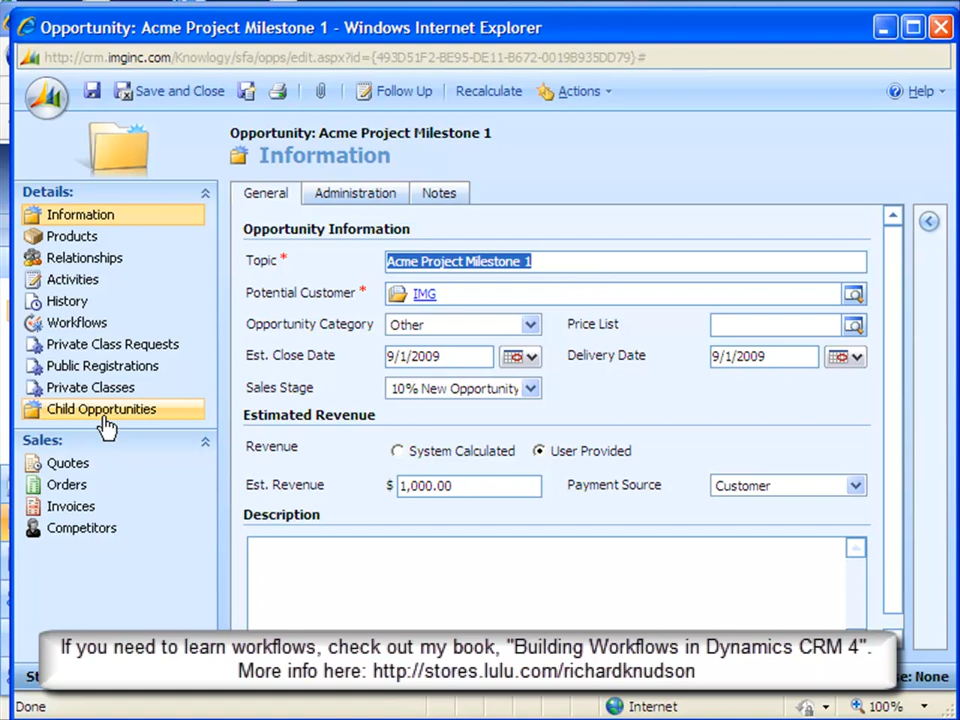 Opportunity: Acme Project Milestone 1 - Windows Internet Explorer
http://crm.imginc.com/Knowlogy/sfa/opps/edit.aspx?id={493D51F2-BE95-DE11-B672-0019B935DD79}#
Save and Close
Follow Up
Recalculate
Actions
Help
Opportunity: Acme Project Milestone 1
Information
Details:
Information
Products
Relationships
Activities
History
Workflows
Private Class Requests
Public Registrations
Private Classes
Child Opportunities
Sales:
Quotes
Orders
Invoices
Competitors
General
Administration
Notes
Opportunity Information
Topic*
Acme Project Milestone 1
Potential Customer *
IMG
Opportunity Category
Other
Price List
Est. Close Date
9/1/2009
Delivery Date
9/1/2009
Sales Stage
10% New Opportunity
Estimated Revenue
Revenue
System Calculated
User Provided
Est. Revenue
$ 1,000.00
Payment Source
Customer
Description
If you need to learn workflows, check out my book, "Building Workflows in Dynamics CRM 4".
More info here: http://stores.lulu.com/richardknudson
None
Done
Internet
100%